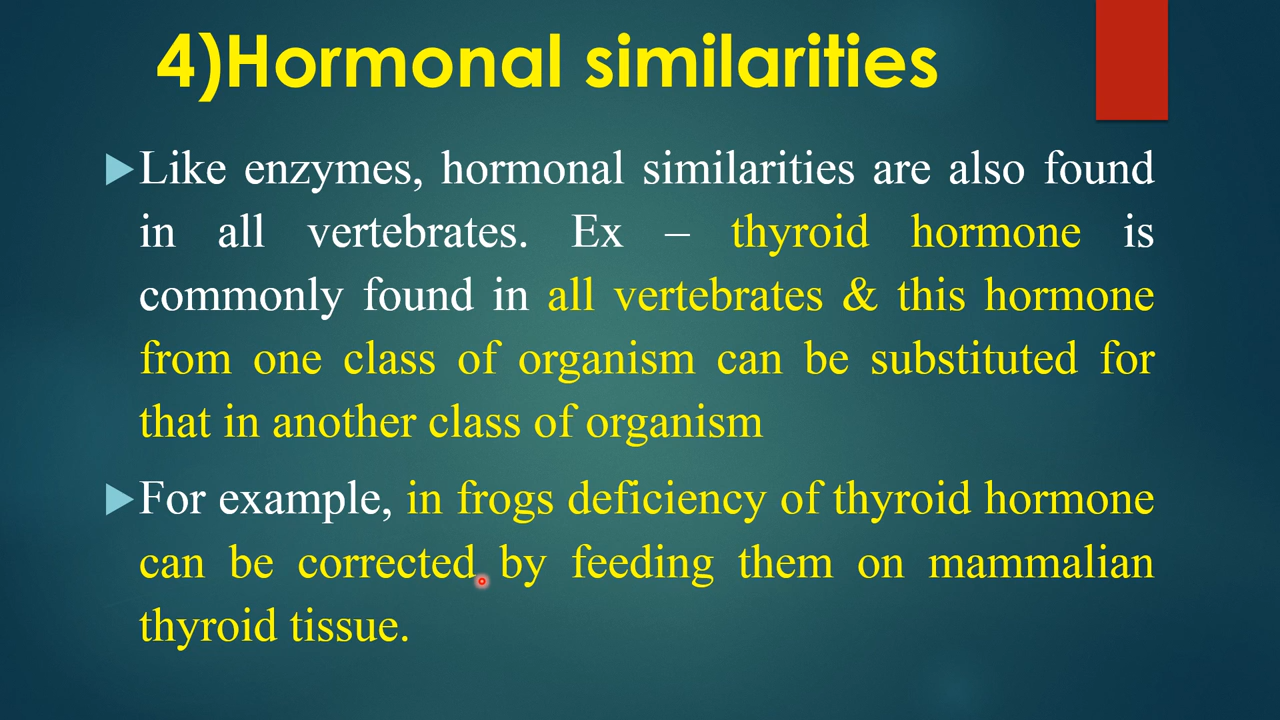 4)Hormonal similarities
Like enzymes, hormonal similarities are also found
in all vertebrates. Ex – thyroid hormone is
commonly found in all vertebrates & this hormone
from one class of organism can be substituted for
that in another class of organism
For example, in frogs deficiency of thyroid hormone
can be corrected by feeding them on mammalian
thyroid tissue.